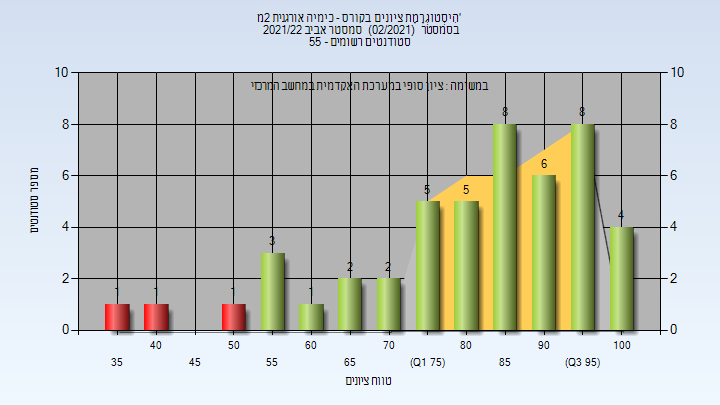 היסטוגרמת ציונים בקורס - כימיה אורגנית 2מ'
בסמסטר (02/2021) סמסטר אביב 2021/22
סטודנטים רשומים - 55
במשימה : ציון סופי במערכת האקדמית במחשב המרכזי
מספר סטודנטים
10 10
8 8
6 6
4 4
2 2
0 0
1 1 1 3 1 2 2 5 5 8 6 8 4
40 50 60 70 80 90 100
35 45 55 65 (Q1 75) 85 (Q3 95)
טווח ציונים